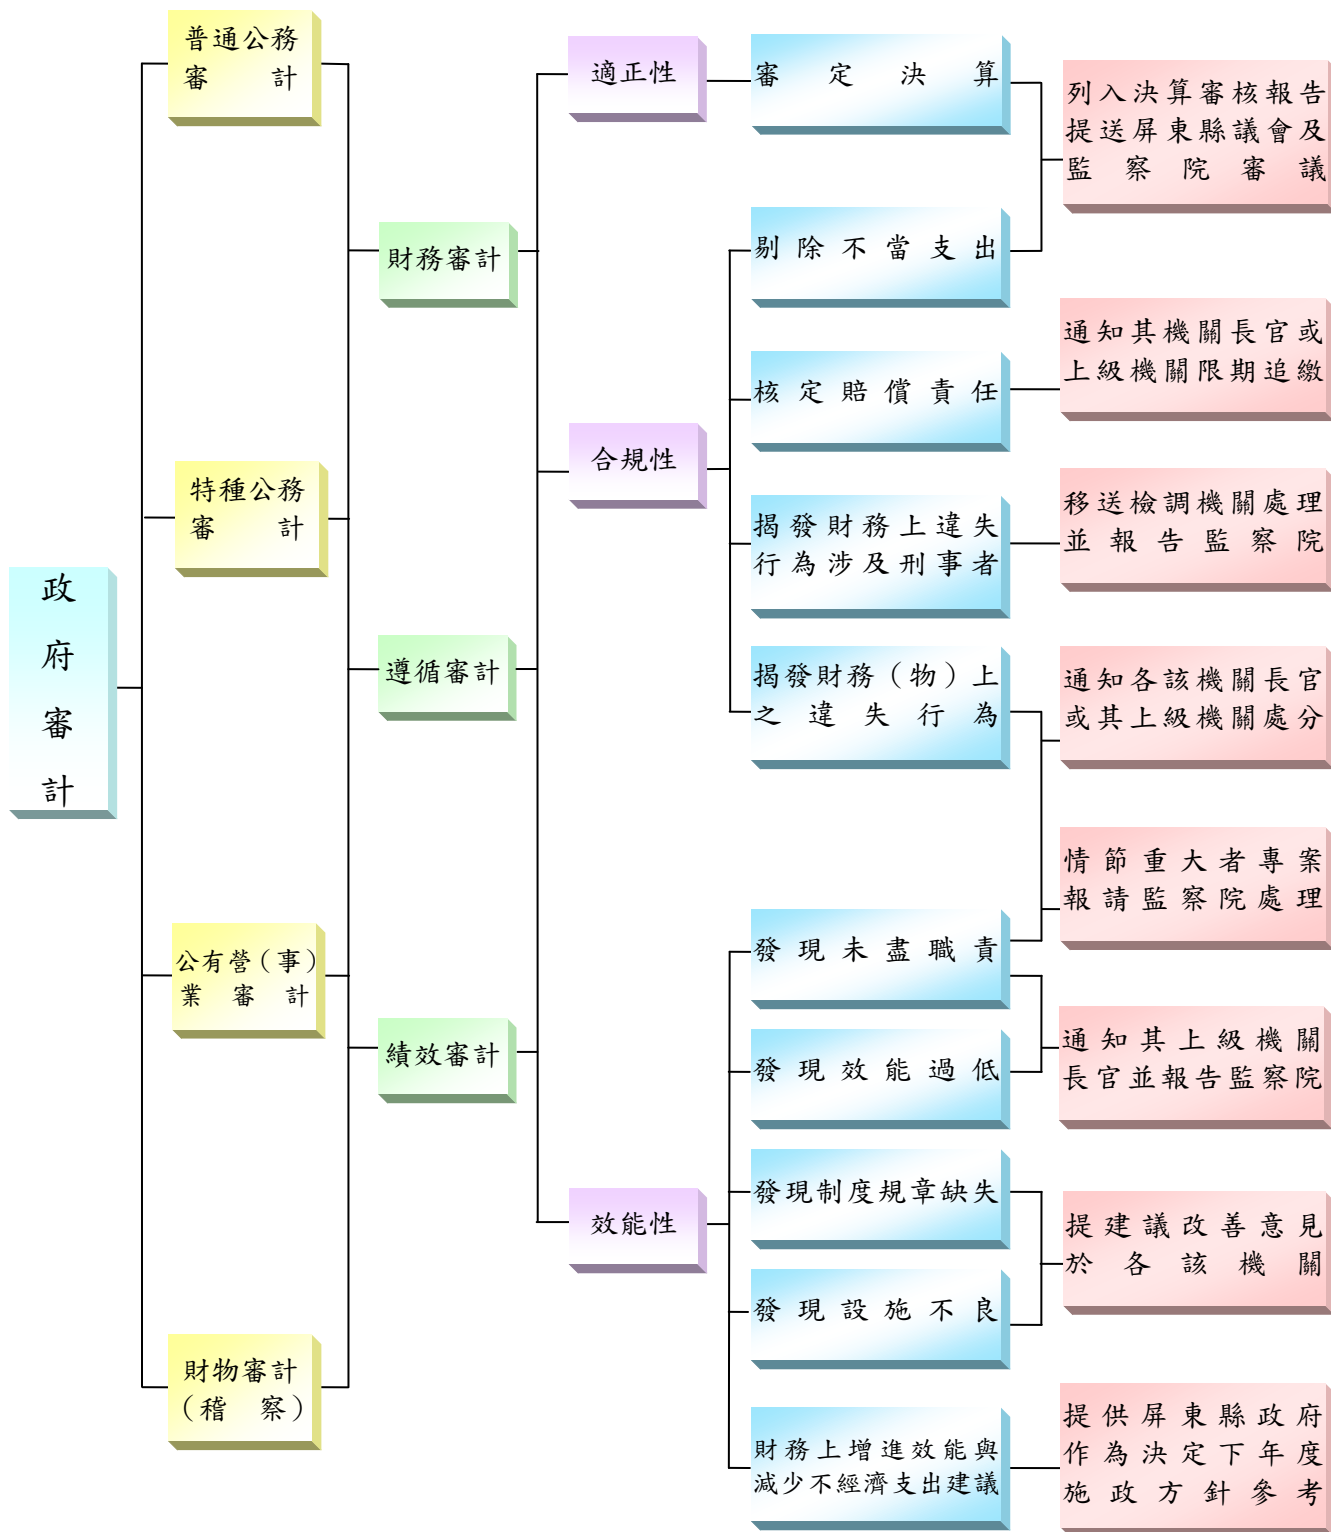 政
府
審
計
普通公務
審計
特種公務
審計
公有營（事）
業審計
財物審計
（稽察）
財務審計
遵循審計
績效審計
適正性
合規性
效能性
審定決算
剔除不當支出
核定賠償責任
揭發財務上違失
行為涉及刑事者
揭發財務（物）上
之違失行為
發現未盡職責
發現效能過低
發現制度規章缺失
發現設施不良
財務上增進效能與
減少不經濟支出建議
列入決算審核報告
提送屏東縣議會及
監察院審議
通知其機關長官或
上級機關限期追繳
移送檢調機關處理
並報告監察院
通知各該機關長官
或其上級機關處分
情節重大者專案
報請監察院處理
通知其上級機關
長官並報告監察院
提建議改善意見
於各該機關
提供屏東縣政府
作為決定下年度
施政方針參考